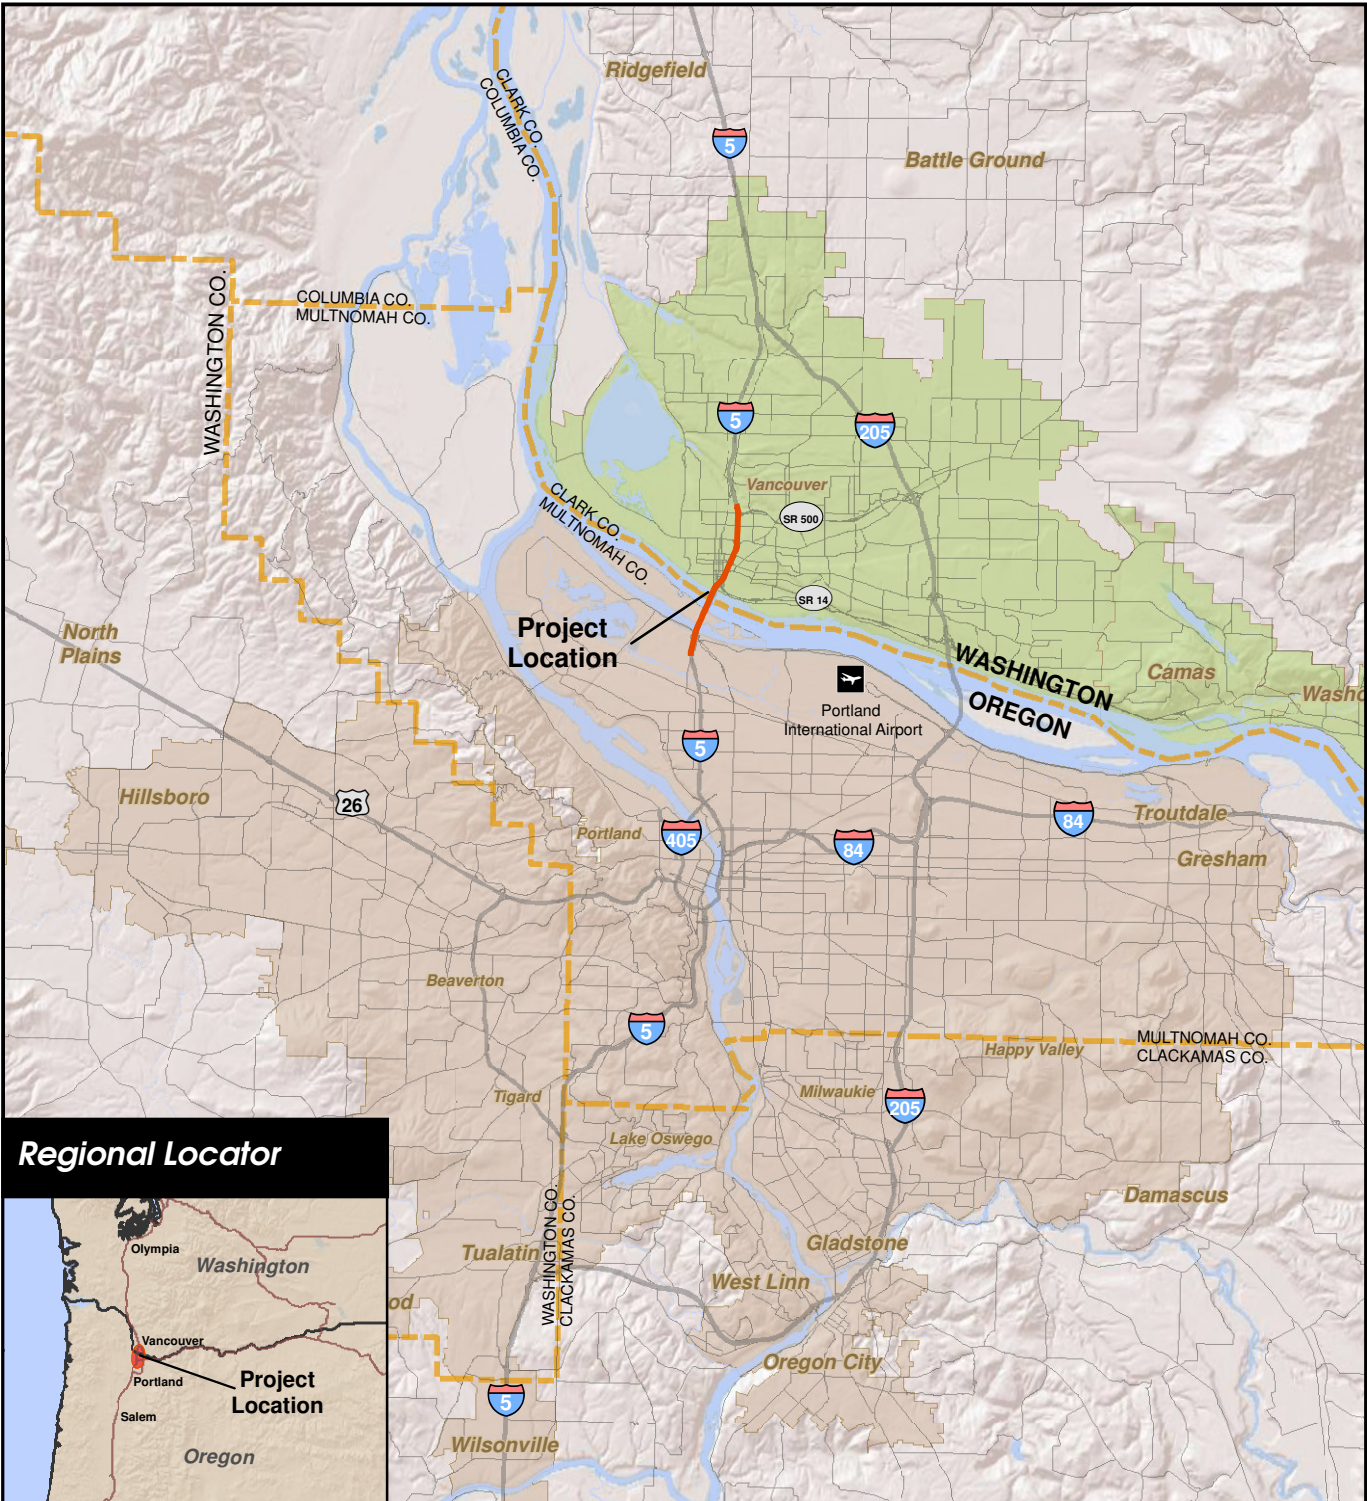 Ridgefield
CLARK CO.
COLUMBIA CO.
5
Battle Ground
WASHINGTON CO.
COLUMBIA CO.
MULTNOMAH CO.
5
205
Vancouver
SR 500
CLARK CO.
MULTNOMAH CO.
SR 14
Project
Location
North
Plains
WASHINGTON
OREGON
Camas
Washo
Portland
International Airport
5
Hillsboro
26
Portland
405
84
84
Troutdale
Gresham
Beaverton
5
MULTNOMAH CO.
CLACKAMAS CO.
Happy Valley
Tigard
Milwaukie
205
Lake Oswego
Damascus
WASHINGTON CO.
CLACKAMAS CO.
Tualatin
Gladstone
West Linn
od
Oregon City
5
Wilsonville
Regional Locator
Olympia
Washington
Vancouver
Portland
Project
Location
Salem
Oregon